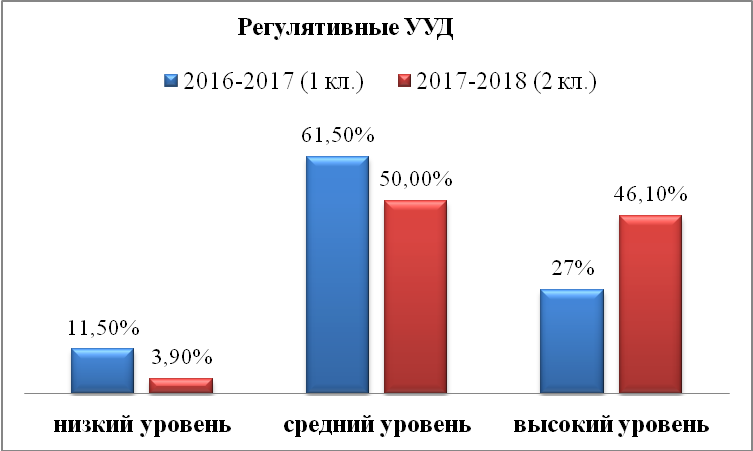 Регулятивные УУД
2016-2017 (1 кл.) 2017-2018 (2 кл.)
61,50%
50,00%
46,10%
27%
11,50%
3,90%
низкий уровень средний уровень высокий уровень